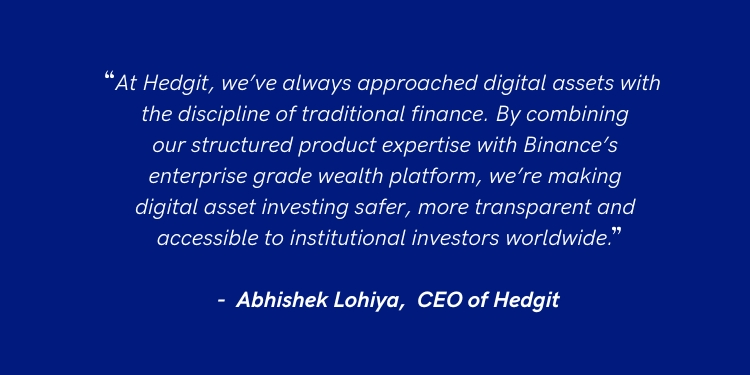 ❝At Hedgit, we’ve always approached digital assets with
the discipline of traditional finance. By combining
our structured product expertise with Binance’s
enterprise grade wealth platform, we’re making
digital asset investing safer, more transparent and
accessible to institutional investors worldwide.❞
- Abhishek Lohiya, CEO of Hedgit